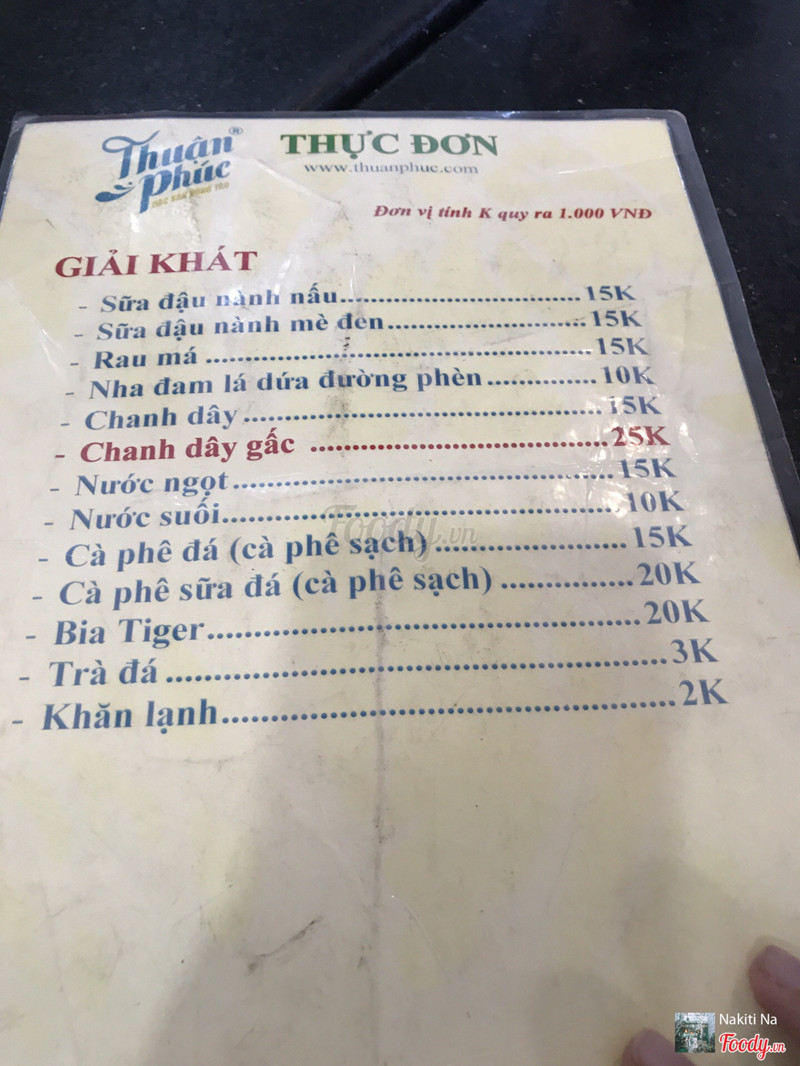 Thuận® 
Phúc
ĐẶC SẢN VŨNG TÀU
THỰC ĐƠN
www.thuanphuc.com
Đơn vị tính K quy ra 1.000 VNĐ
GIẢI KHÁT
- Sữa đậu nành nấu..............................15K
- Sữa đậu nành mè đen.........................15K
- Rau má ................................................15K
- Nha đam lá dứa đường phèn.............10K
- Chanh dây..........................................15K
- Chanh dây gấc ..................................25K
- Nước ngọt............................................15K
- Nước suối..............................................10K
- Cà phê đá (cà phê sạch)......................15K
- Cà phê sữa đá (cà phê sạch) ..............20K
- Bia Tiger..............................................20K
- Trà đá ...................................................3K
- Khăn lạnh..............................................2K
Foody.vn
Nakiti Na
Foody.vn